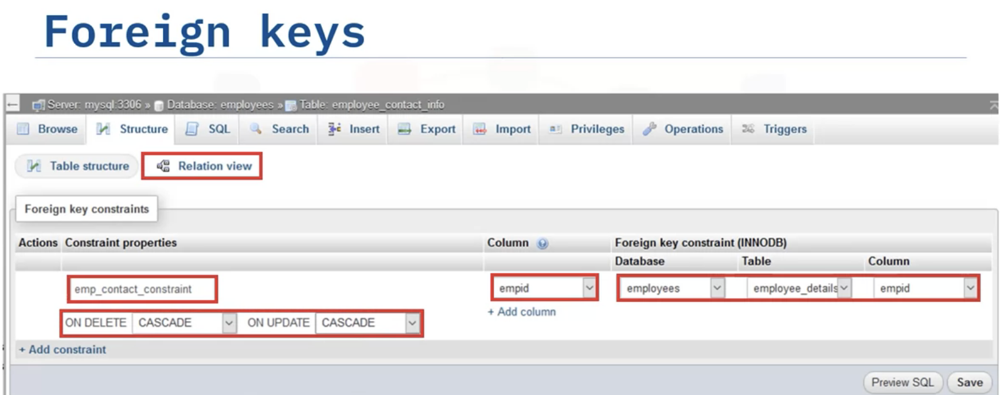 Foreign keys
Server: mysql:3306 » Database: employees » Table: employee_contact_info
Browse Structure SQL Search Insert Export Import Privileges Operations Triggers
Table structure Relation view
Foreign key constraints
Actions Constraint properties Column Foreign key constraint (INNODB)
Database Table Column
emp_contact_constraint empid employees employee_details empid
+ Add column
ON DELETE CASCADE ON UPDATE CASCADE
+ Add constraint
Preview SQL Save